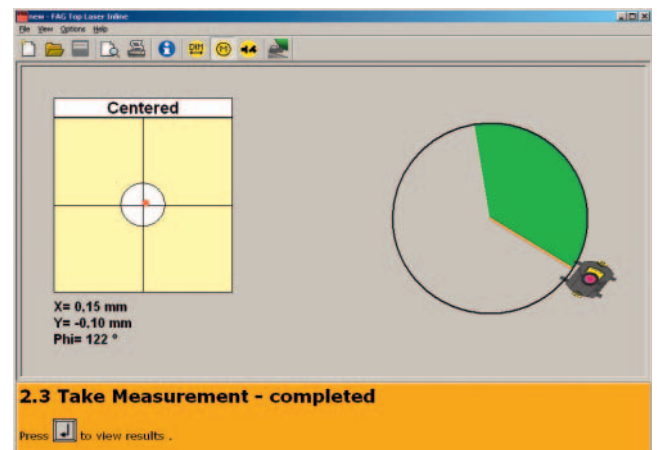 new - FAG Top Laser Inline
File View Options Help
DIM
M
Centered
X= 0,15 mm
Y= -0,10 mm
Phi= 122 °
2.3 Take Measurement - completed
Press to view results .